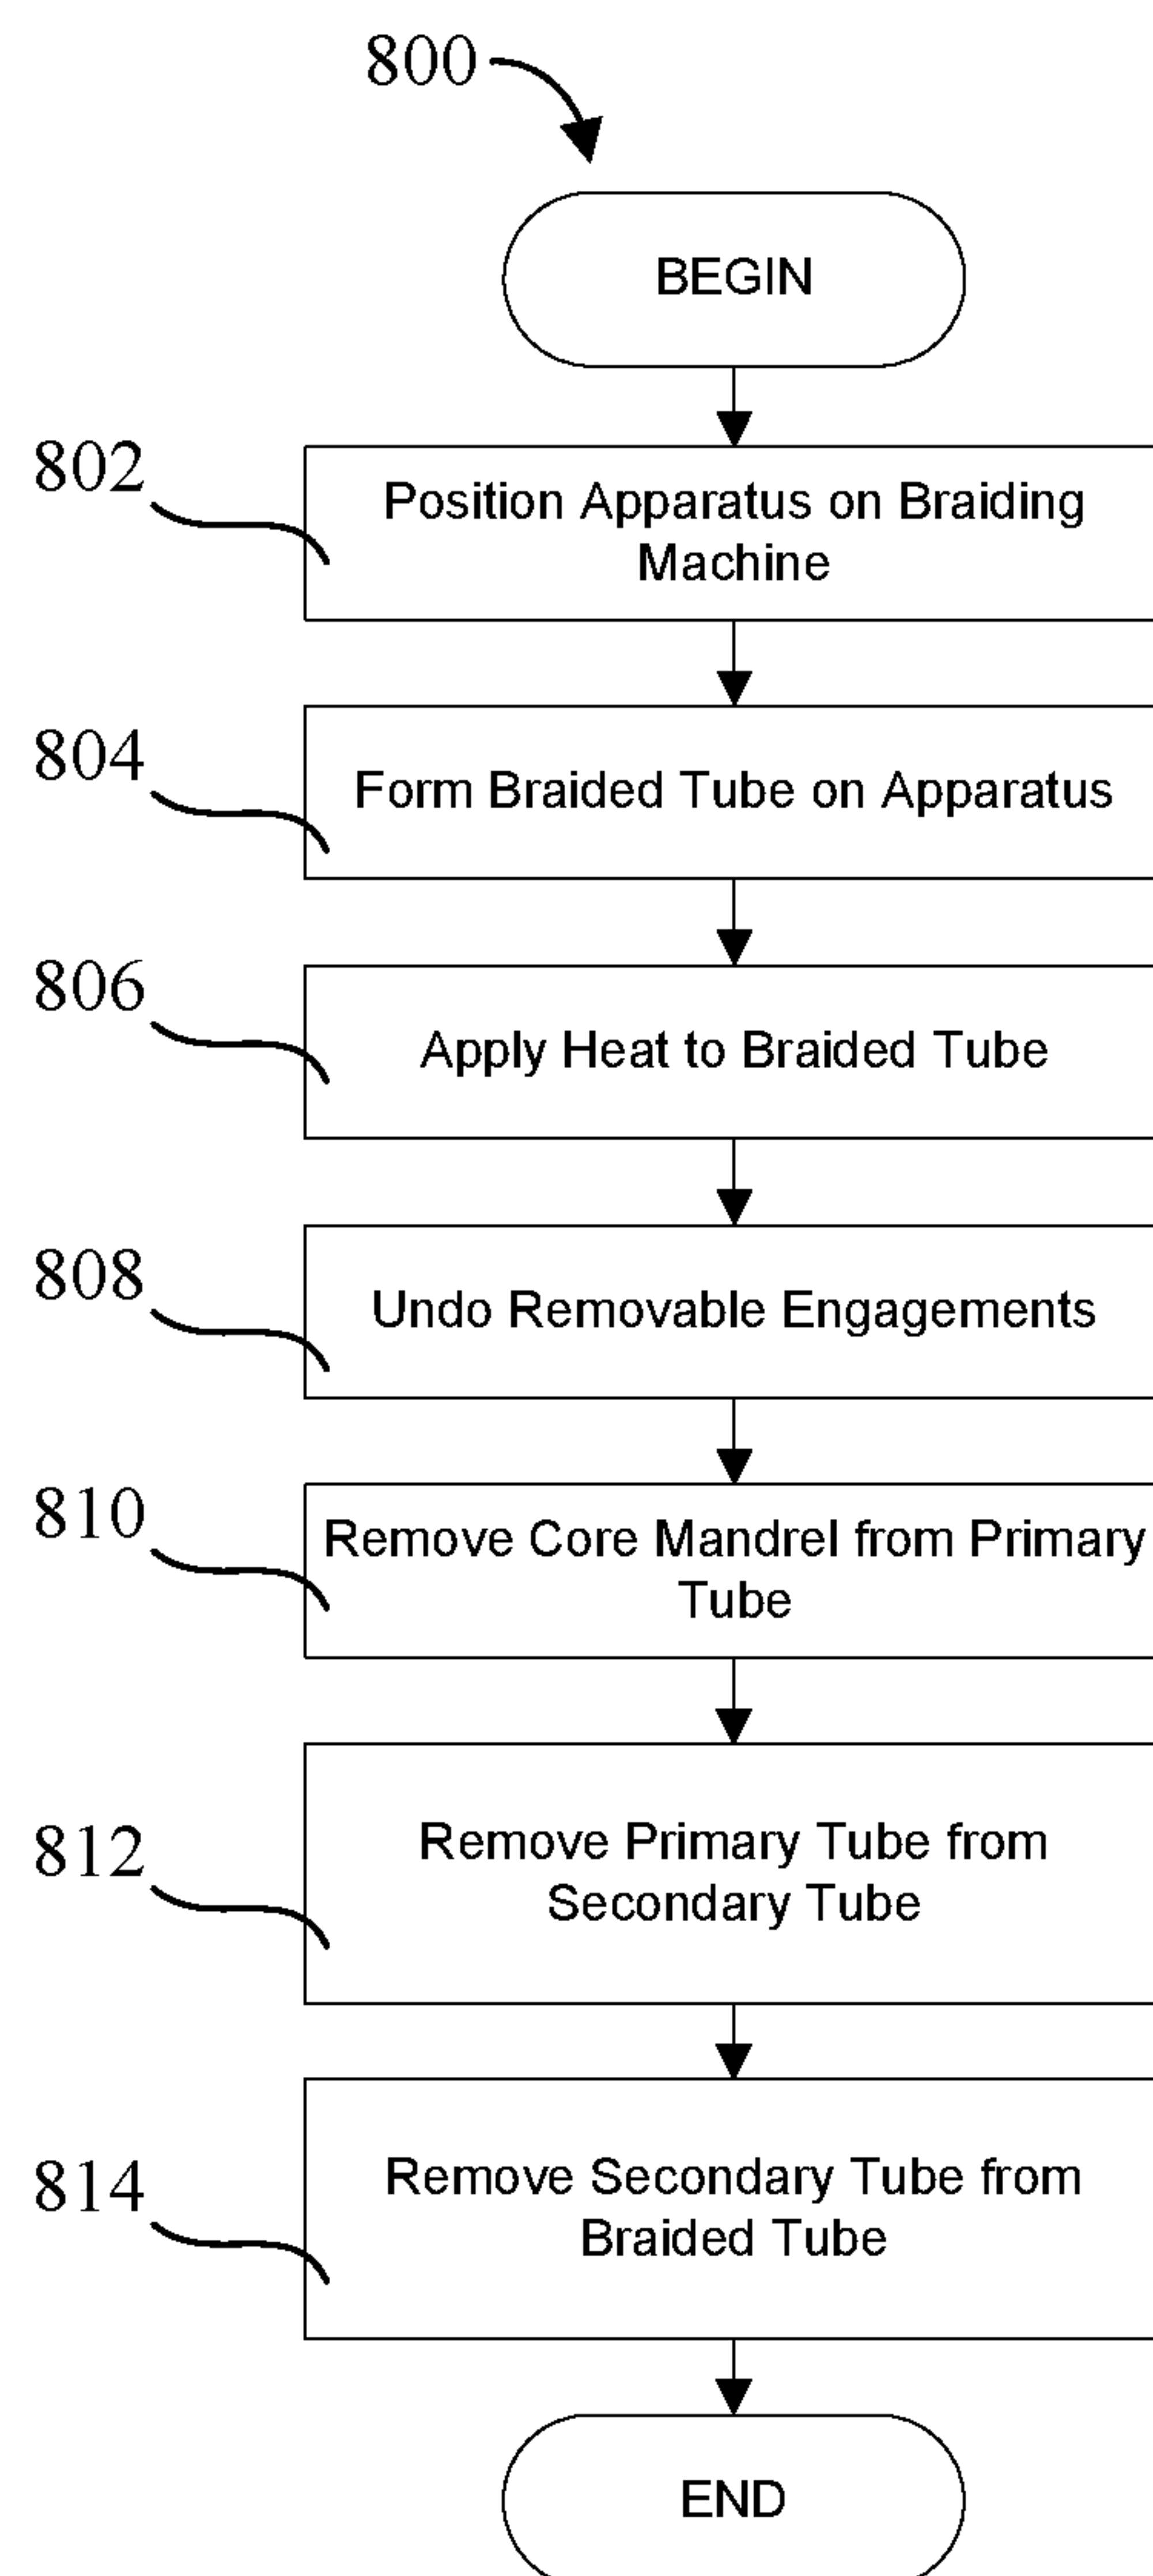 800
BEGIN
802
Position Apparatus on Braiding
Machine
804
Form Braided Tube on Apparatus
806
Apply Heat to Braided Tube
808
Undo Removable Engagements
810
Remove Core Mandrel from Primary
Tube
812
Remove Primary Tube from
Secondary Tube
814
Remove Secondary Tube from
Braided Tube
END